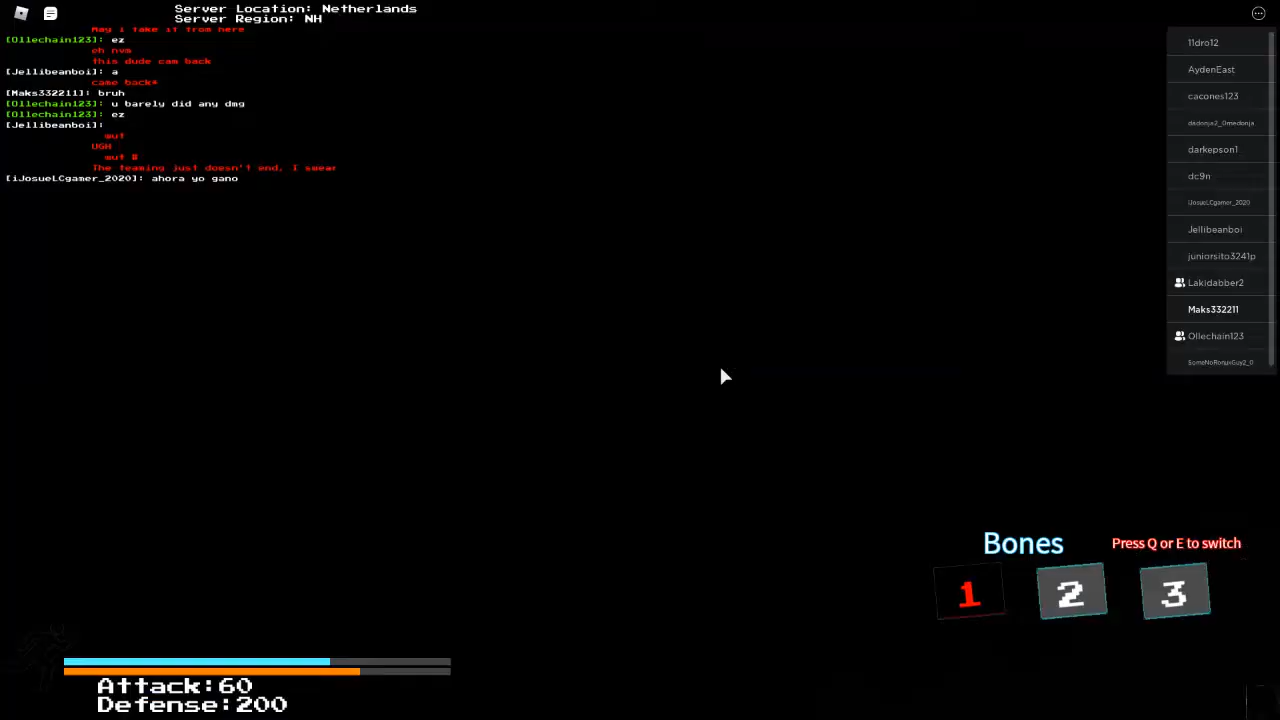 Server Location: Netherlands
Server Region: NH
May i take it from here
[Ollechain123]: ez
oh nvm
this dude cam back
[Jellibeanboi]: a
came back*
[Maks332211]: bruh
[Ollechain123]: u barely did any dmg
[Ollechain123]: ez
[Jellibeanboi]:
wut
UGH
wut #
The teaming just doesn't end, I swear
[iJosueLCgamer_2020]: ahora yo gano
11dro12
AydenEast
cacones123
dadonja2_0medonja
darkepson1
dc9n
iJosueLCgamer_2020
Jellibeanboi
juniorsito3241p
Lakidabber2
Maks332211
Ollechain123
Bones
Press Q or E to switch
1 2 3
Attack:60
Defense:200